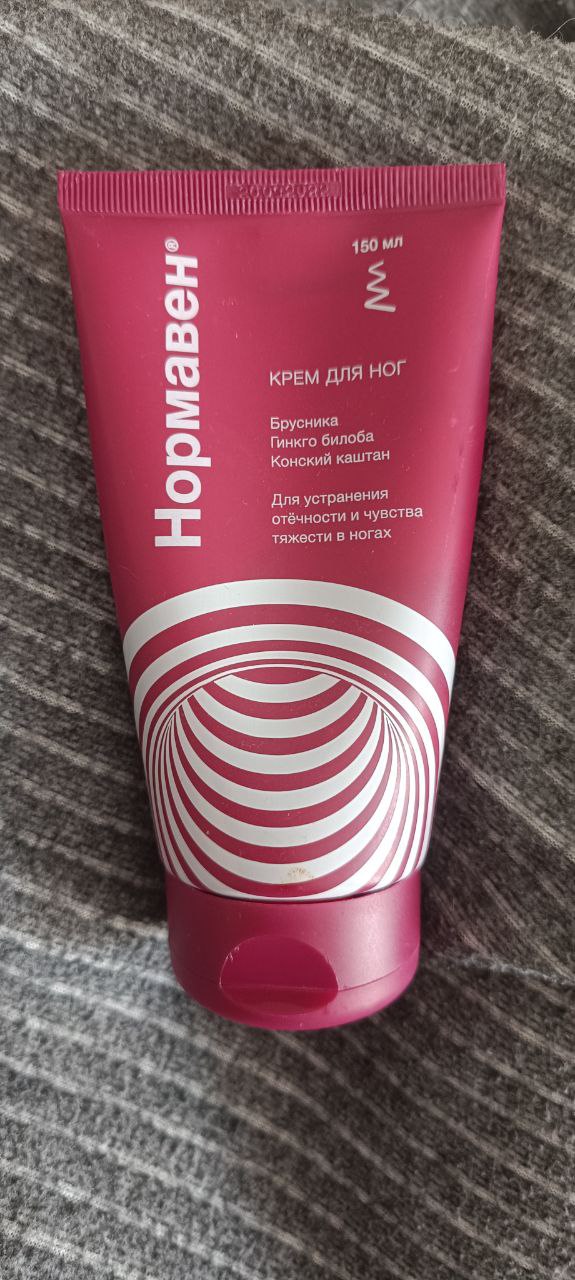 150 мл
Нормавен®
КРЕМ ДЛЯ НОГ
Брусника
Гинкго билоба
Конский каштан
Для устранения
отёчности и чувства
тяжести в ногах